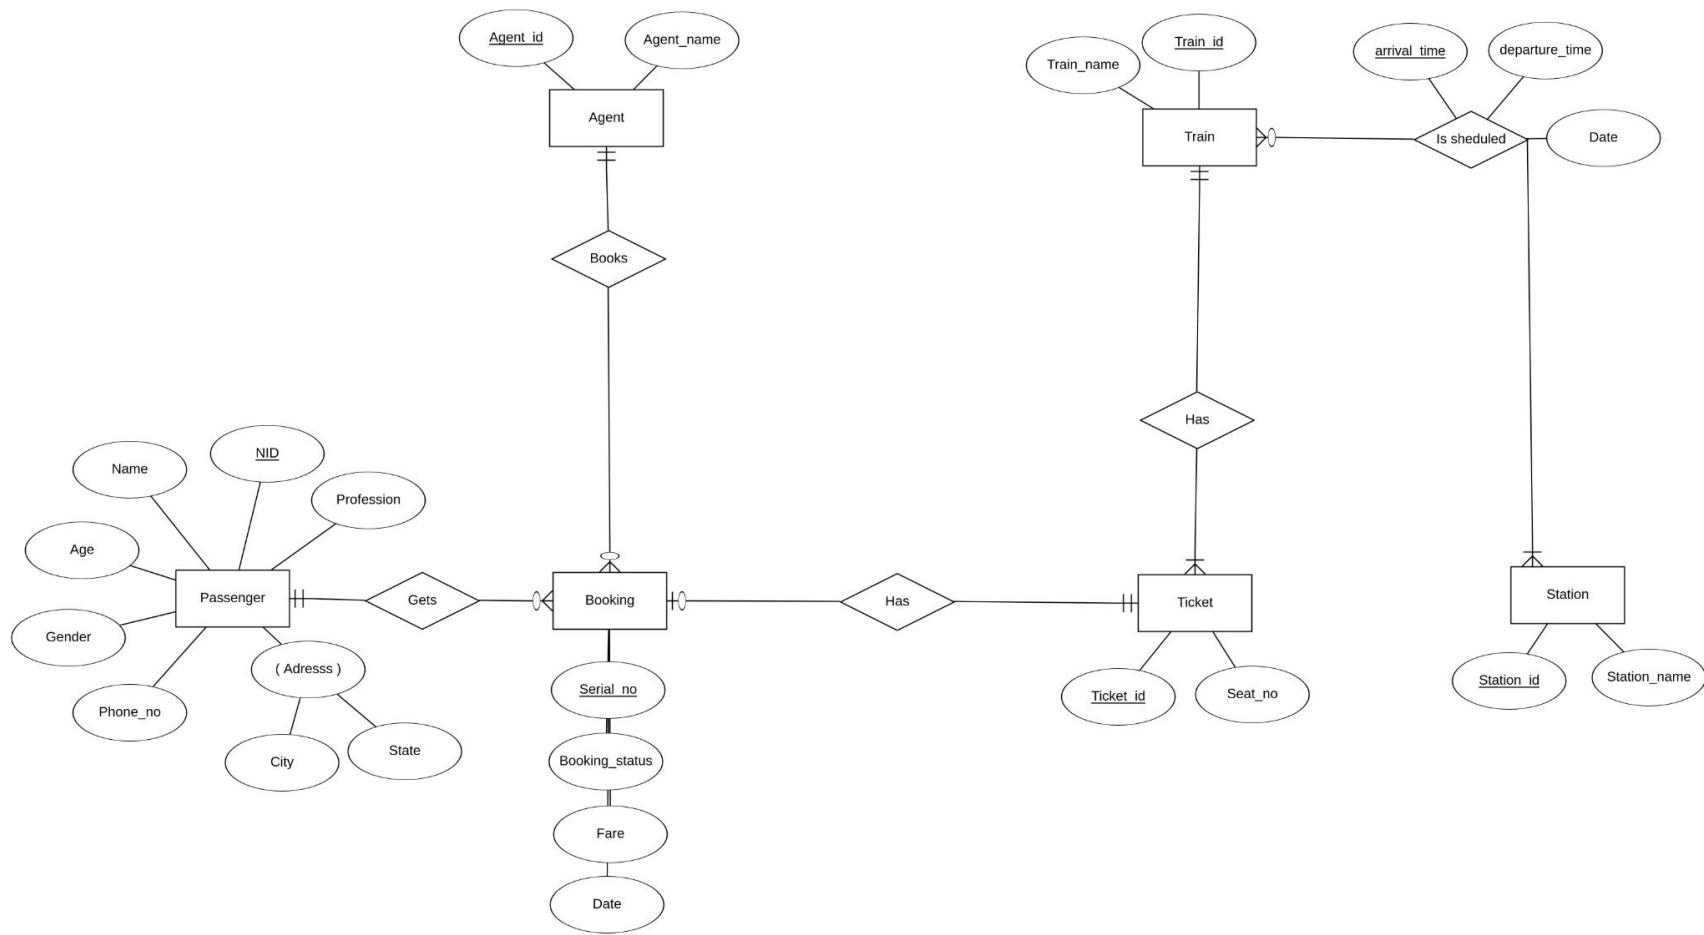 Agent_id
Agent_name
Agent
Books
Train_name
Train_id
Train
arrival_time
departure_time
Is sheduled
Date
Has
Name
NID
Profession
Age
Gender
Phone_no
( Adresss )
City
State
Passenger
Gets
Booking
Serial_no
Booking_status
Fare
Date
Has
Ticket
Ticket_id
Seat_no
Station
Station_id
Station_name